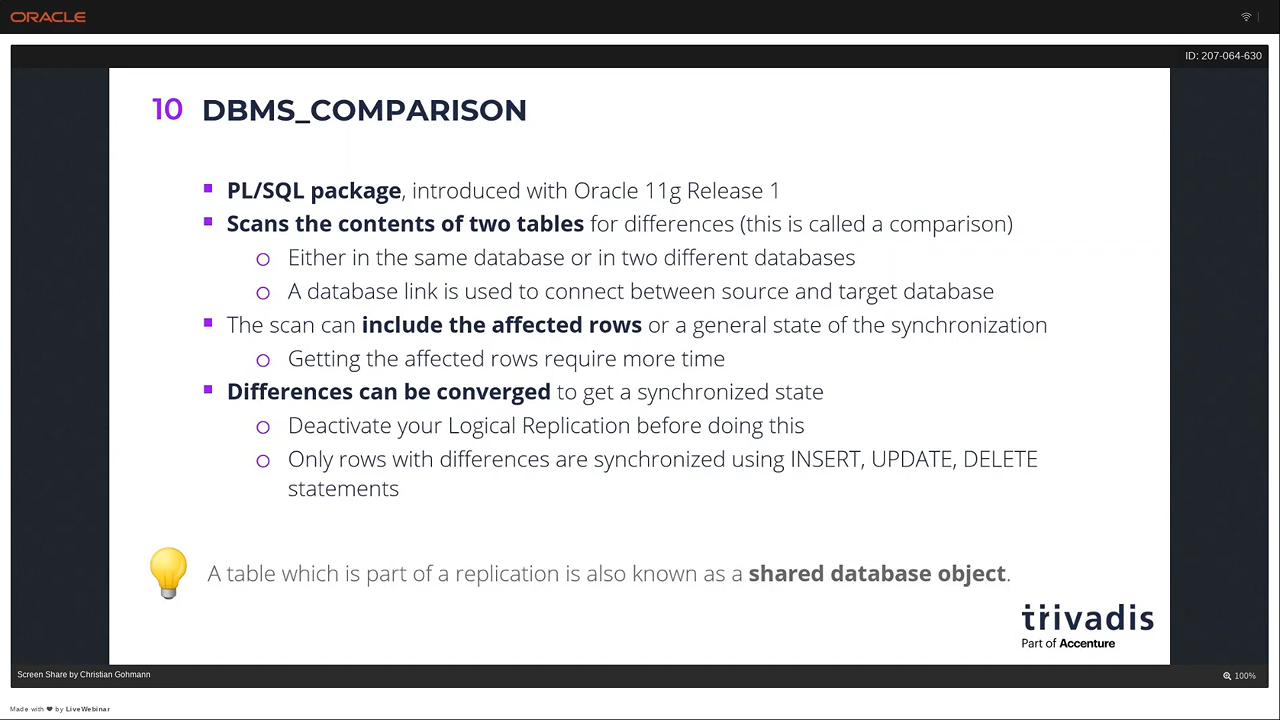 ORACLE
ID: 207-064-630
10 DBMS_COMPARISON
PL/SQL package, introduced with Oracle 11g Release 1
Scans the contents of two tables for differences (this is called a comparison)
Either in the same database or in two different databases
A database link is used to connect between source and target database
The scan can include the affected rows or a general state of the synchronization
Getting the affected rows require more time
Differences can be converged to get a synchronized state
Deactivate your Logical Replication before doing this
Only rows with differences are synchronized using INSERT, UPDATE, DELETE
statements
A table which is part of a replication is also known as a shared database object.
trivadis
Part of Accenture
Screen Share by Christian Gohmann
100%
Made with ❤ by LiveWebinar